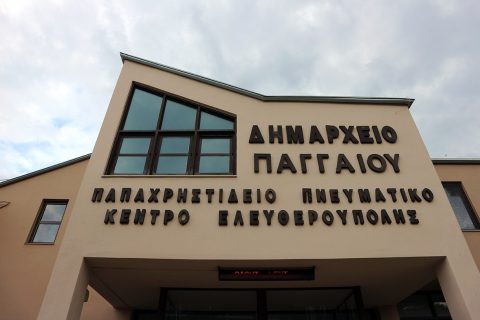 ΔΗΜΑΡΧΕΙΟ
ΠΑΓΓΑΙΟΥ
ΠΑΠΑΧΡΗΣΤΙΔΕΙΟ ΠΝΕΥΜΑΤΙΚΟ
ΚΕΝΤΡΟ ΕΛΕΥΘΕΡΟΥΠΟΛΗΣ